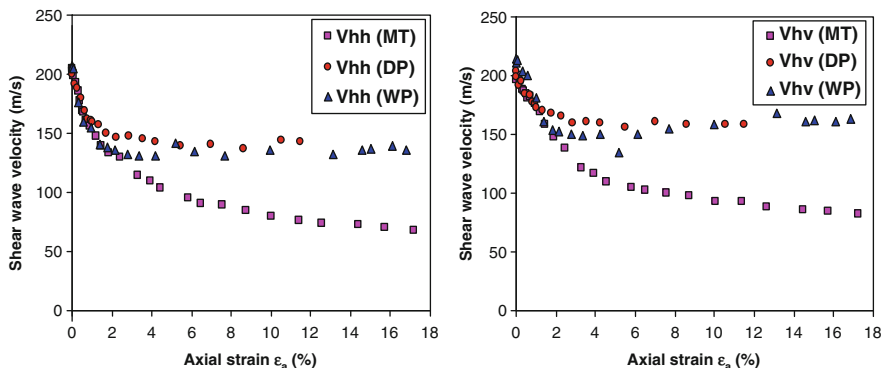 250
200
150
100
50
0
Shear wave velocity (m/s)
Vhh (MT)
Vhh (DP)
Vhh (WP)
0 2 4 6 8 10 12 14 16 18
Axial strain εa (%)
250
200
150
100
50
0
Shear wave velocity (m/s)
Vhv (MT)
Vhv (DP)
Vhv (WP)
0 2 4 6 8 10 12 14 16 18
Axial strain εa (%)